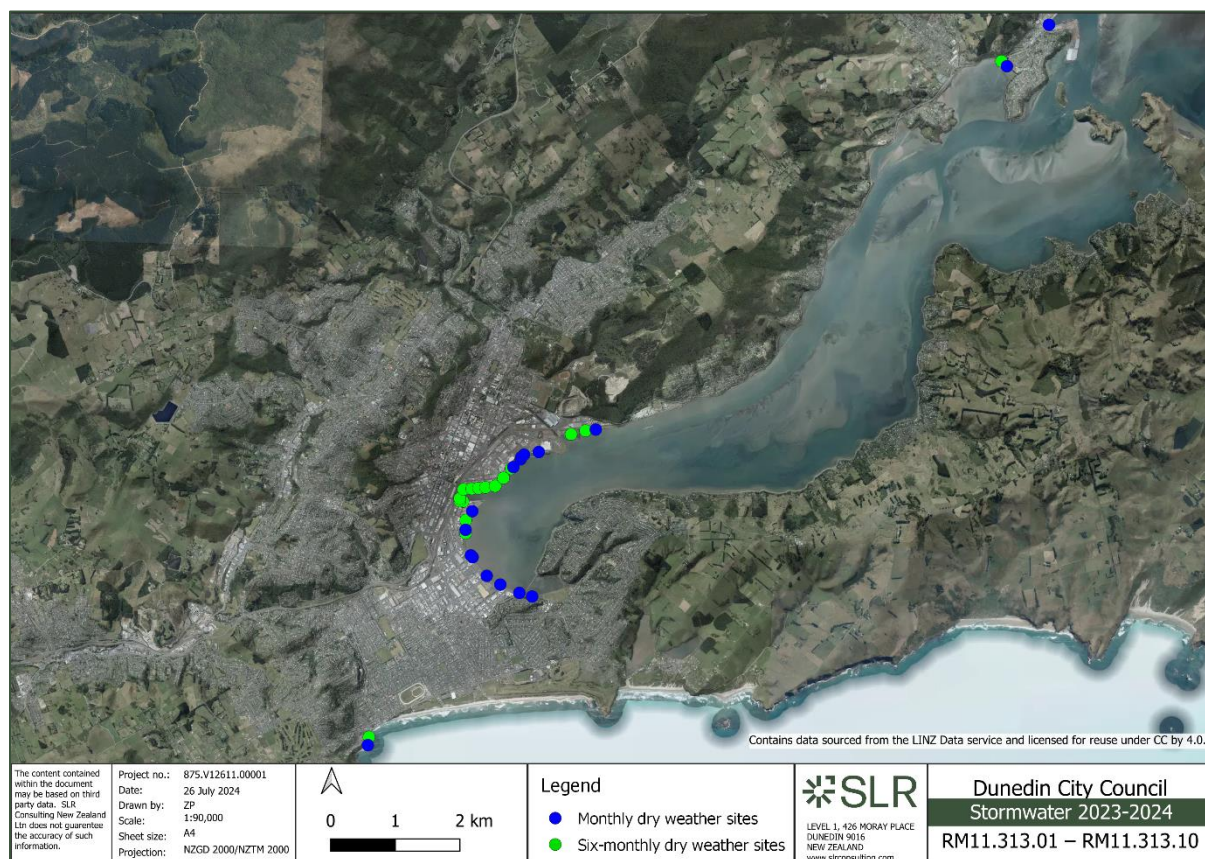 Contains data sourced from the LINZ Data service and licensed for reuse under CC by 4.0.
The content contained
within the document
may be based on third
party data. SLR
Consulting New Zealand
Ltn does not guarentee
the accuracy of such
information.
Project no.: 875.V12611.00001
Date: 26 July 2024
Drawn by: ZP
Scale: 1:90,000
Sheet size: A4
Projection: NZGD 2000/NZTM 2000
0 1 2 km
Legend
Monthly dry weather sites
Six-monthly dry weather sites
SLR
LEVEL 1, 426 MORAY PLACE
DUNEDIN 9016
NEW ZEALAND
www.slrconsulting.com
Dunedin City Council
Stormwater 2023-2024
RM11.313.01 – RM11.313.10